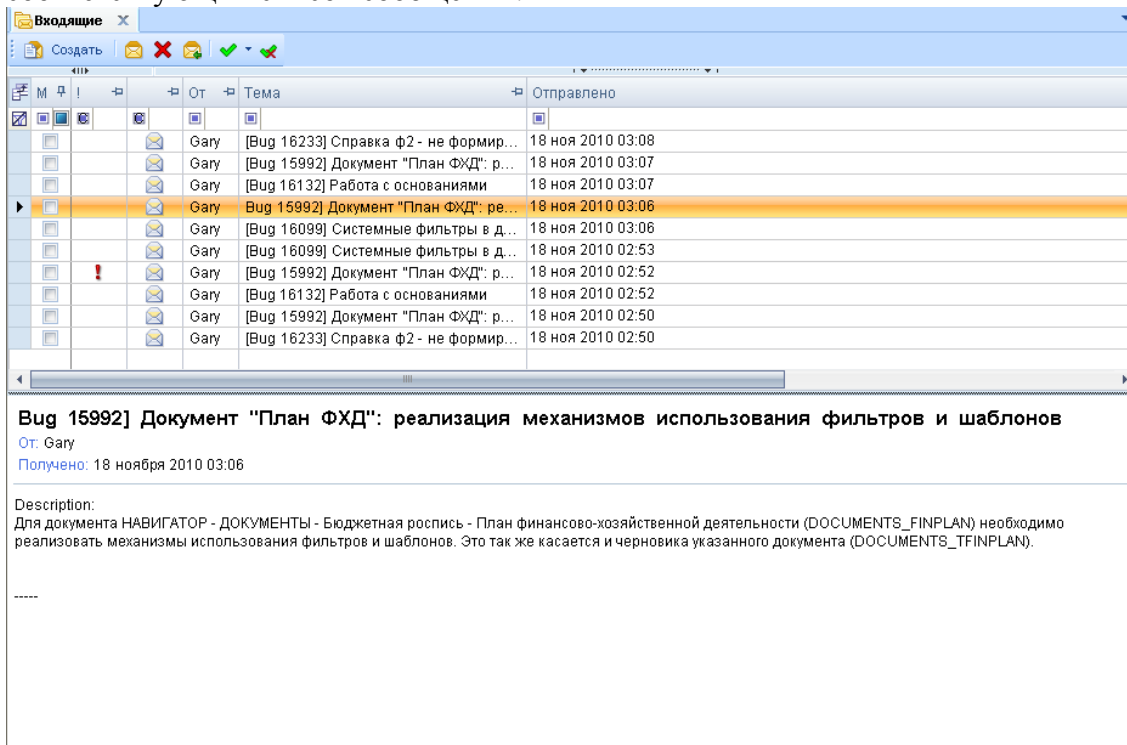 Входящие X
Создать
М ! От Тема Отправлено
Gary [Bug 16233] Справка ф2 - не формир... 18 ноя 2010 03:08
Gary [Bug 15992] Документ "План ФХД": р... 18 ноя 2010 03:07
Gary [Bug 16132] Работа с основаниями 18 ноя 2010 03:07
Gary Bug 15992] Документ "План ФХД": ре... 18 ноя 2010 03:06
Gary [Bug 16099] Системные фильтры в д... 18 ноя 2010 03:06
Gary [Bug 16099] Системные фильтры в д... 18 ноя 2010 02:53
! Gary [Bug 15992] Документ "План ФХД": р... 18 ноя 2010 02:52
Gary [Bug 16132] Работа с основаниями 18 ноя 2010 02:52
Gary [Bug 15992] Документ "План ФХД": р... 18 ноя 2010 02:50
Gary [Bug 16233] Справка ф2 - не формир... 18 ноя 2010 02:50
Bug 15992] Документ "План ФХД": реализация механизмов использования фильтров и шаблонов
От: Gary
Получено: 18 ноября 2010 03:06
Description:
Для документа НАВИГАТОР - ДОКУМЕНТЫ - Бюджетная роспись - План финансово-хозяйственной деятельности (DOCUMENTS_FINPLAN) необходимо
реализовать механизмы использования фильтров и шаблонов. Это так же касается и черновика указанного документа (DOCUMENTS_TFINPLAN).
-----